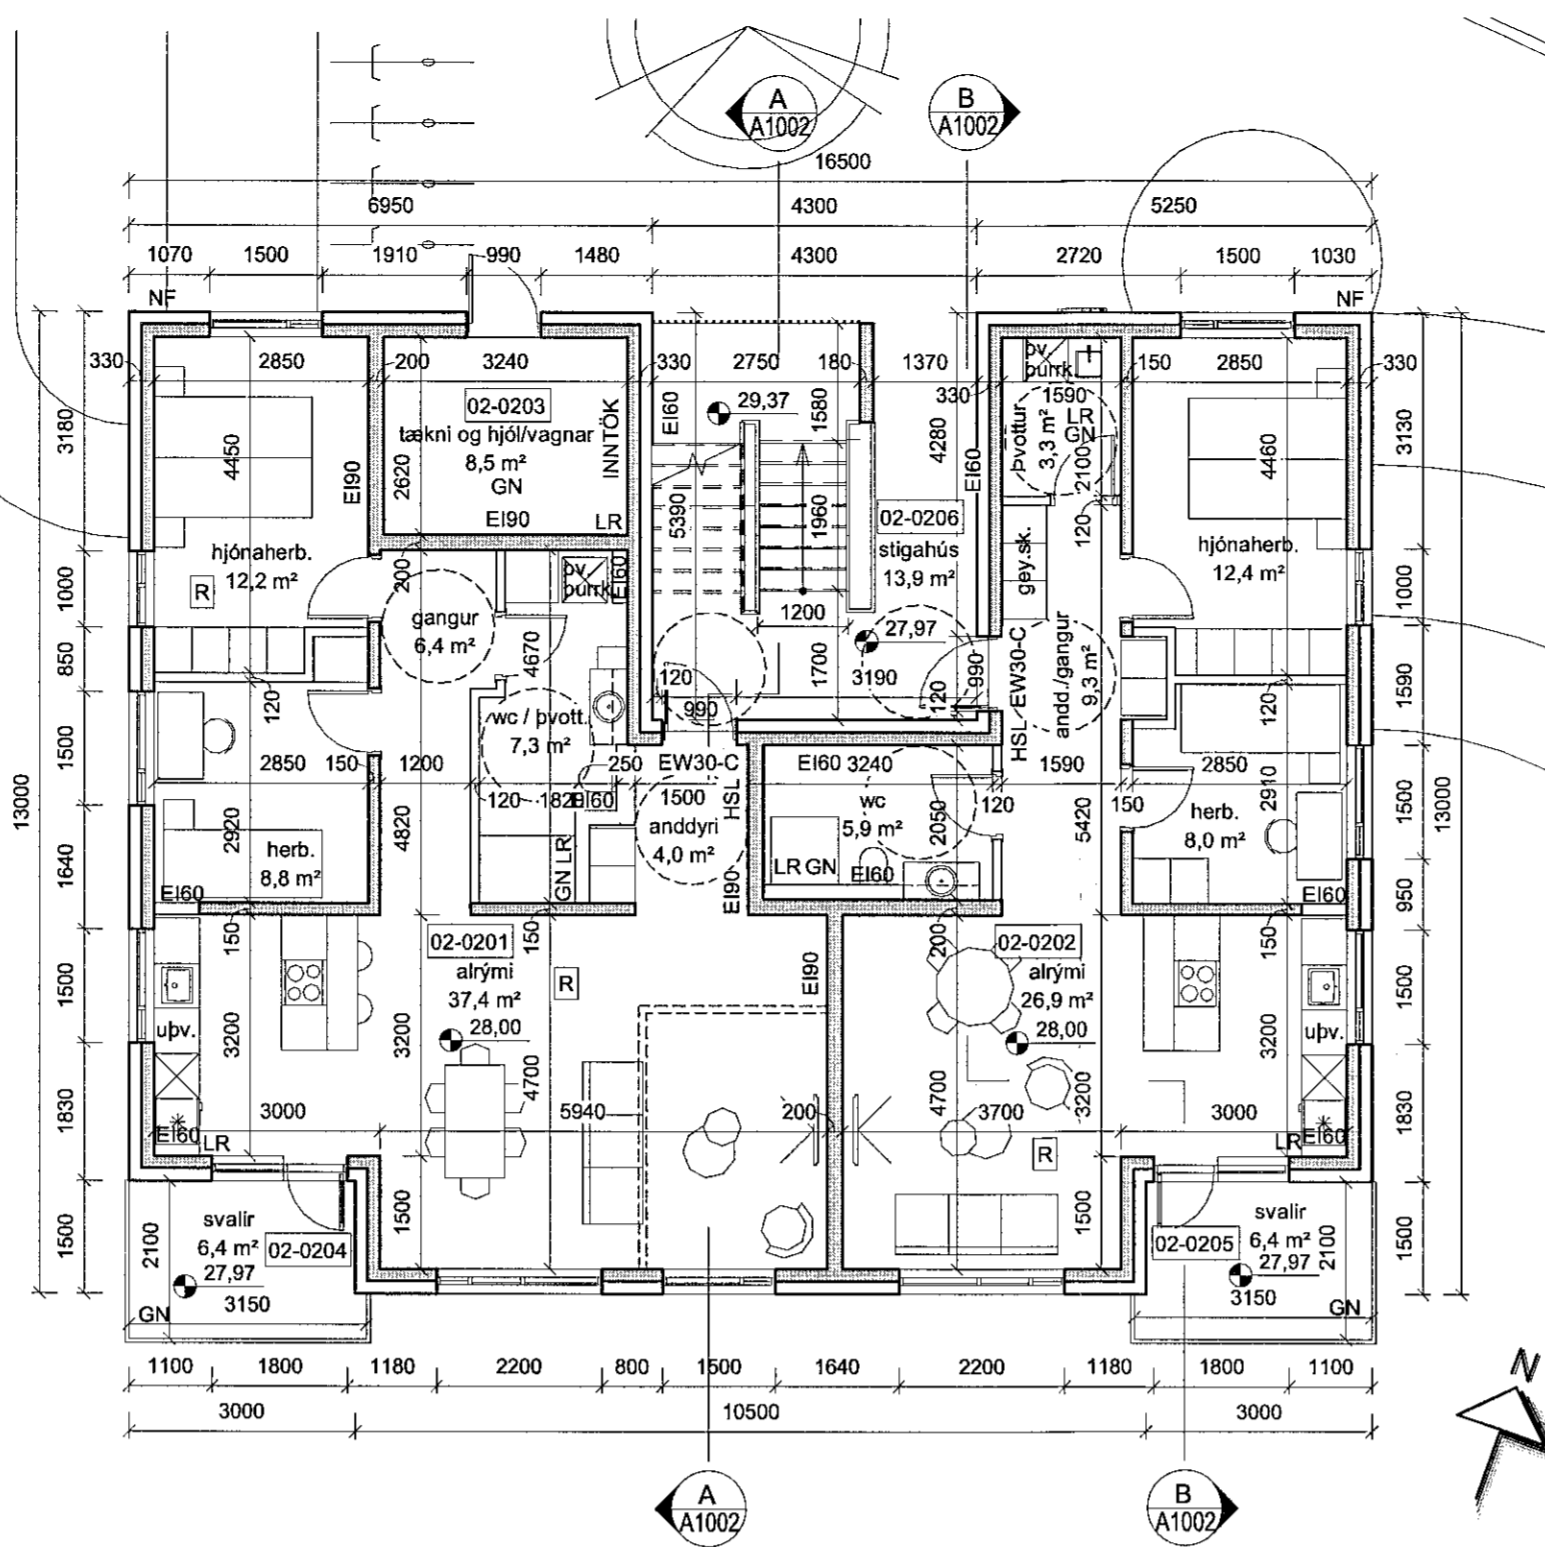 A
A1002
B
A1002
16500
6950
4300
5250
1070
1500
1910
990
1480
4300
2720
1500
1030
NF
NF
330
2850
200
3240
330
2750
180
1370
330
150
2850
330
13000
3180
1000
850
1500
1640
1500
1830
1500
3130
1000
1590
1500
950
1500
1830
1500
13000
4450
EI90
02-0203
tækni og hjól/vagnar
8,5 m²
GN
2620
EI90
LR
INNTÖK
EI60
29,37
1580
5390
1960
4280
EI60
02-0206
stigahús
13,9 m²
1200
27,97
1700
3190
120
990
120
990
þv.
þurrk.
1590
LR
GN
Þvottur
3,3 m²
2100
120
gey.sk.
4460
hjónaherb.
12,4 m²
hjónaherb.
12,2 m²
R
200
gangur
6,4 m²
þv.
þurrk.
EI60
4670
wc / þvott.
7,3 m²
HSL EW30-C
andd./gangur
9,3 m²
120
2850
150
1200
120
1820
EI60
250
EW30-C
HSL
1500
anddyri
4,0 m²
EI90
GN LR
EI60
3240
wc
5,9 m²
2050
LR GN
EI60
120
1590
150
5420
120
2850
2910
herb.
8,0 m²
EI60
2920
herb.
8,8 m²
EI60
4820
150
150
200
150
02-0201
alrými
37,4 m²
28,00
R
EI90
02-0202
alrými
26,9 m²
28,00
uþv.
uþv.
3200
3200
4700
4700
3200
3200
3000
5940
200
3700
3000
EI60
LR
R
LR
EI60
1500
1500
svalir
6,4 m²
27,97
02-0204
2100
3150
GN
svalir
6,4 m²
27,97
02-0205
2100
3150
GN
1100
1800
1180
2200
800
1500
1640
2200
1180
1800
1100
3000
10500
3000
N
A
A1002
B
A1002